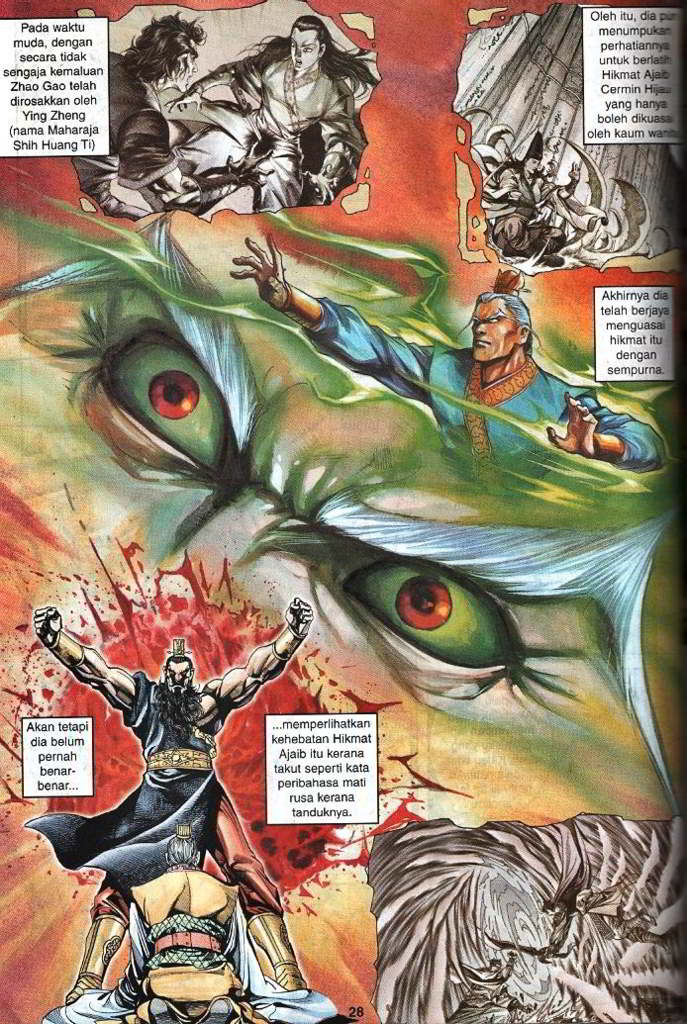 Pada waktu
muda, dengan
secara tidak
sengaja kemaluan
Zhao Gao telah
dirosakkan oleh
Ying Zheng
(nama Maharaja
Shih Huang Ti)
Oleh itu, dia pun
menumpukan
perhatiannya
untuk berlatih
Hikmat Ajaib
Cermin Hijau
yang hanya
boleh dikuasai
oleh kaum wanita
Akhirnya dia
telah berjaya
menguasai
hikmat itu
dengan
sempurna.
Akan tetapi
dia belum
pernah
benar-
benar...
...memperlihatkan
kehebatan Hikmat
Ajaib itu kerana
takut seperti kata
peribahasa mati
rusa kerana
tanduknya.
28